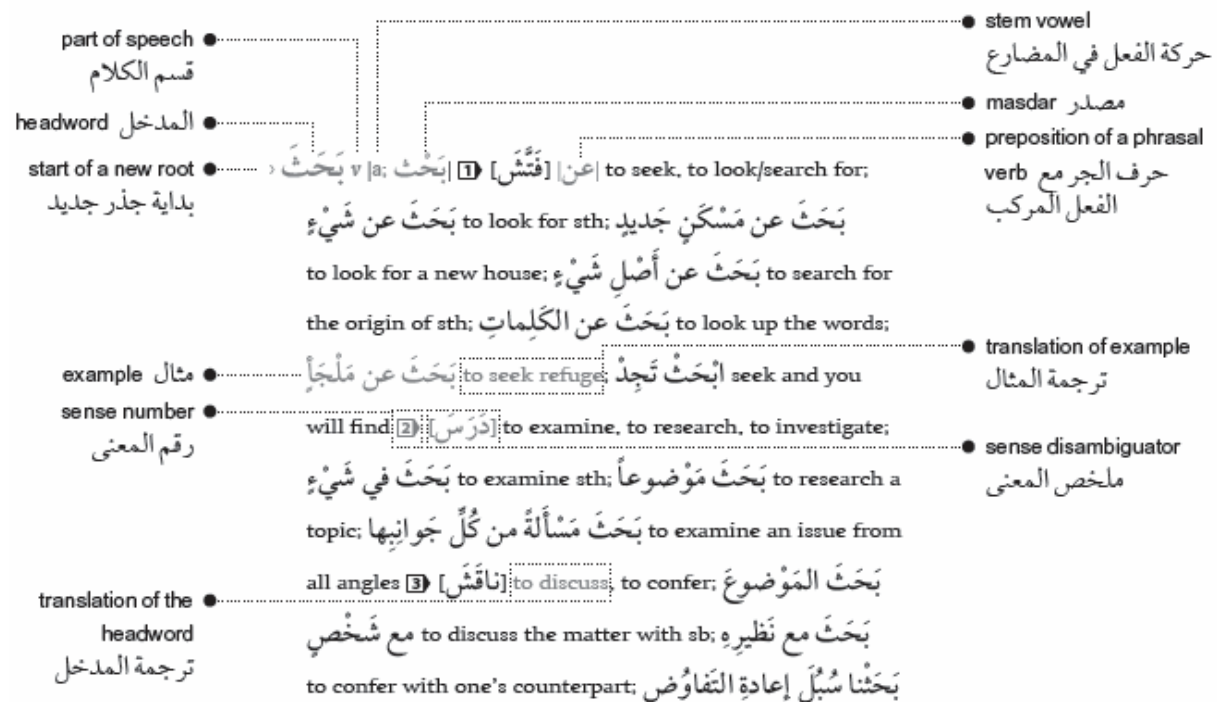 part of speech
قسم الكلام
headword المدخل
start of a new root
بداية جذر جديد
stem vowel
حركة الفعل في المضارع
masdar مصدر
preposition of a phrasal
verb حرف الجر مع
الفعل المركب
‹ بَحَثَ v |a; بَحْث| 1 [فَتَّشَ] |عن| to seek, to look/search for;
بَحَثَ عن شَيْءٍ to look for sth; بَحَثَ عن مَسْكَنٍ جَديدٍ
to look for a new house; بَحَثَ عن أَصْلِ شَيْءٍ to search for
the origin of sth; بَحَثَ عن الكَلِماتِ to look up the words;
بَحَثَ عن مَلْجَأٍ to seek refuge; ابْحَثْ تَجِدْ seek and you
will find 2 [دَرَسَ] to examine, to research, to investigate;
بَحَثَ في شَيْءٍ to examine sth; بَحَثَ مَوْضوعاً to research a
topic; بَحَثَ مَسْأَلةً من كُلِّ جَوانِبِها to examine an issue from
all angles 3 [ناقَشَ] to discuss, to confer; بَحَثَ المَوْضوعَ
مع شَخْصٍ to discuss the matter with sb; بَحَثَ مع نَظيرِهِ
to confer with one's counterpart; بَحَثْنا سُبُلَ إعادةِ التَفاوُضِ
example مثال
sense number
رقم المعنى
translation of the
headword
ترجمة المدخل
translation of example
ترجمة المثال
sense disambiguator
ملخص المعنى